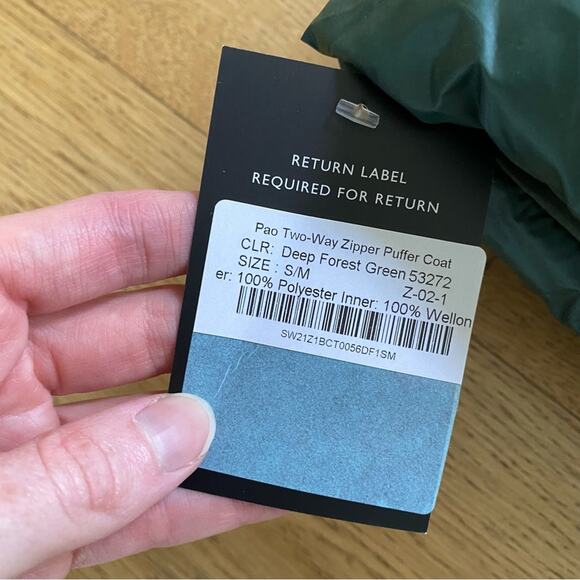 RETURN LABEL
REQUIRED FOR RETURN
Pao Two-Way Zipper Puffer Coat
CLR: Deep Forest Green 53272
SIZE : S/M Z-02-1
er: 100% Polyester Inner: 100% Wellon
SW21Z1BCT0056DF1SM